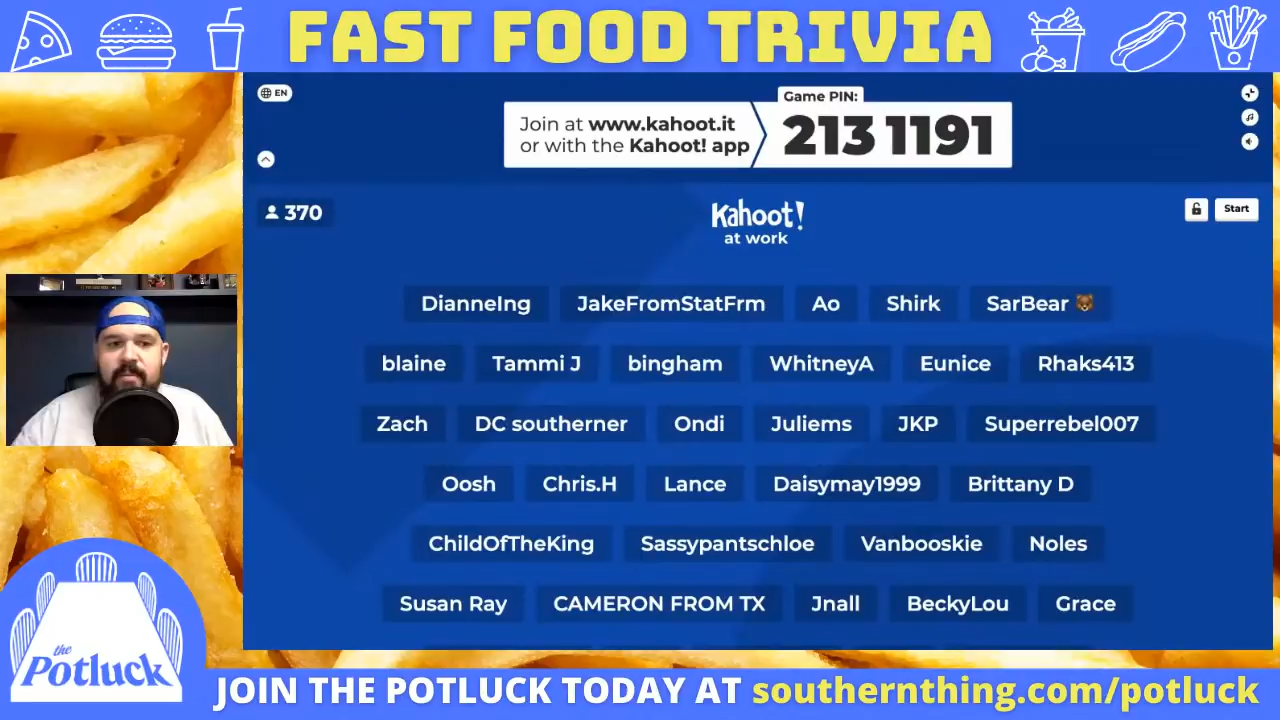 FAST FOOD TRIVIA
EN
Join at www.kahoot.it
or with the Kahoot! app
Game PIN:
213 1191
370
Kahoot!
at work
Start
DianneIng JakeFromStatFrm Ao Shirk SarBear 🐻
blaine Tammi J bingham WhitneyA Eunice Rhaks413
Zach DC southerner Ondi Juliems JKP Superrebel007
Oosh Chris.H Lance Daisymay1999 Brittany D
ChildOfTheKing Sassypantschloe Vanbooskie Noles
Susan Ray CAMERON FROM TX Jnall BeckyLou Grace
the
Potluck
JOIN THE POTLUCK TODAY AT southernthing.com/potluck